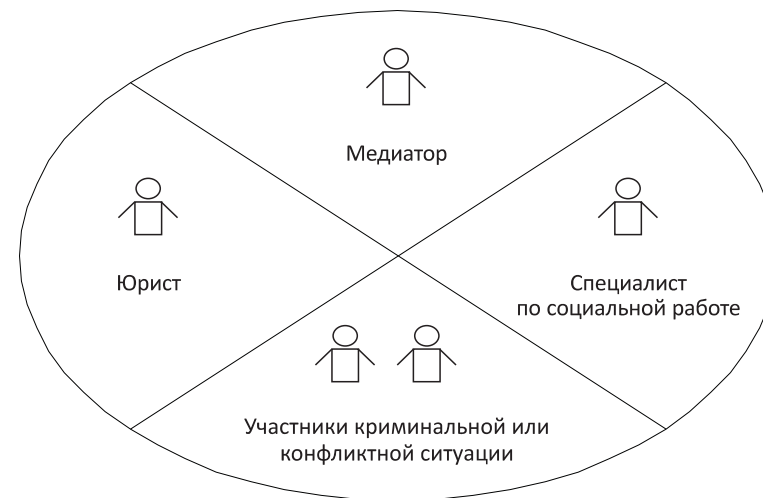 Медиатор
Юрист
Специалист
по социальной работе
Участники криминальной или
конфликтной ситуации